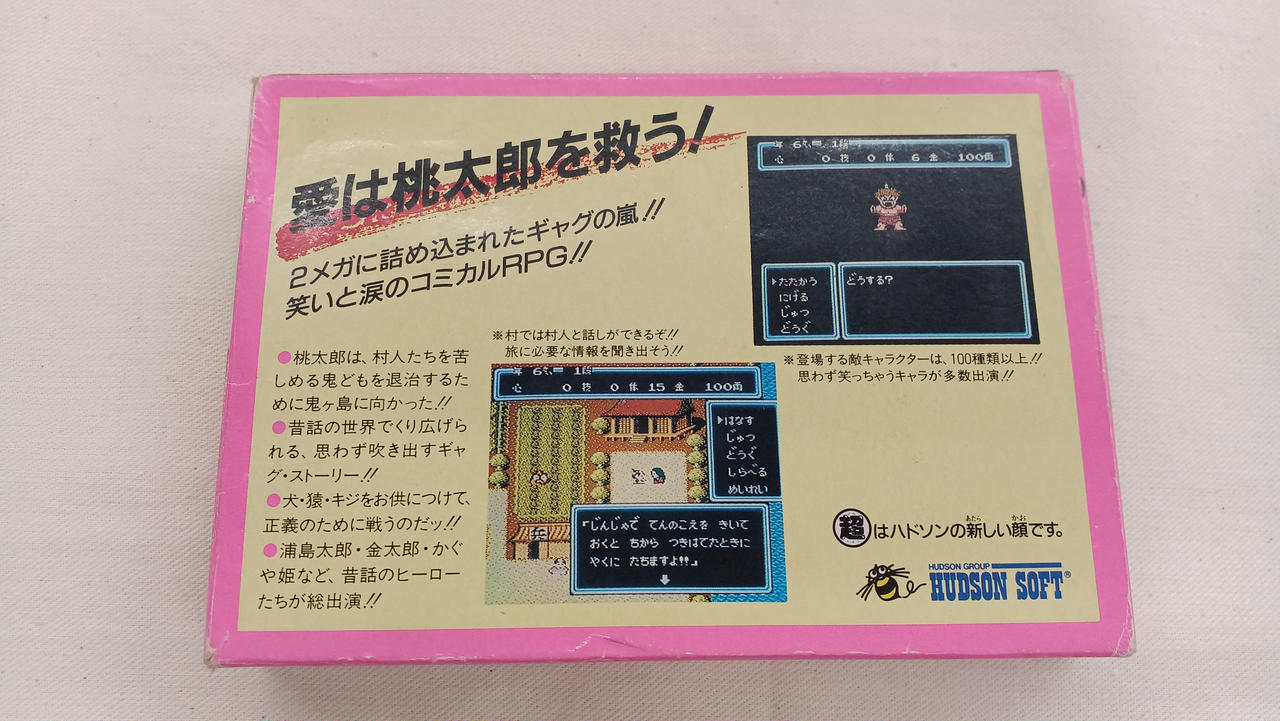 愛は桃太郎を救う!
2メガに詰め込まれたギャグの嵐!!
笑いと涙のコミカルRPG!!
●桃太郎は、村人たちを苦
しめる鬼どもを退治するた
めに鬼ヶ島に向かった!!
●昔話の世界でくり広げら
れる、思わず吹き出すギャ
グ・ストーリー!!
●犬・猿・キジをお供につけて、
正義のために戦うのだッ!!
●浦島太郎・金太郎・かぐ
や姫など、昔話のヒーロー
たちが総出演!!
※村では村人と話しができるぞ!!
旅に必要な情報を聞き出そう!!
1段
心 0 技 0 体 15 金 100両
はなす
じゅつ
どうぐ
しらべる
めいれい
「じんじゃで てんのこえを きいて
おくと ちから つきはてたときに
やくに たちますよ!!」
1段
心 0 技 0 体 6 金 100両
たたかう
にげる
じゅつ
どうぐ
どうする?
※登場する敵キャラクターは、100種類以上!!
思わず笑っちゃうキャラが多数出演!!
超はハドソンの新しい顔です。
あたら かお
HUDSON GROUP
HUDSON SOFT®